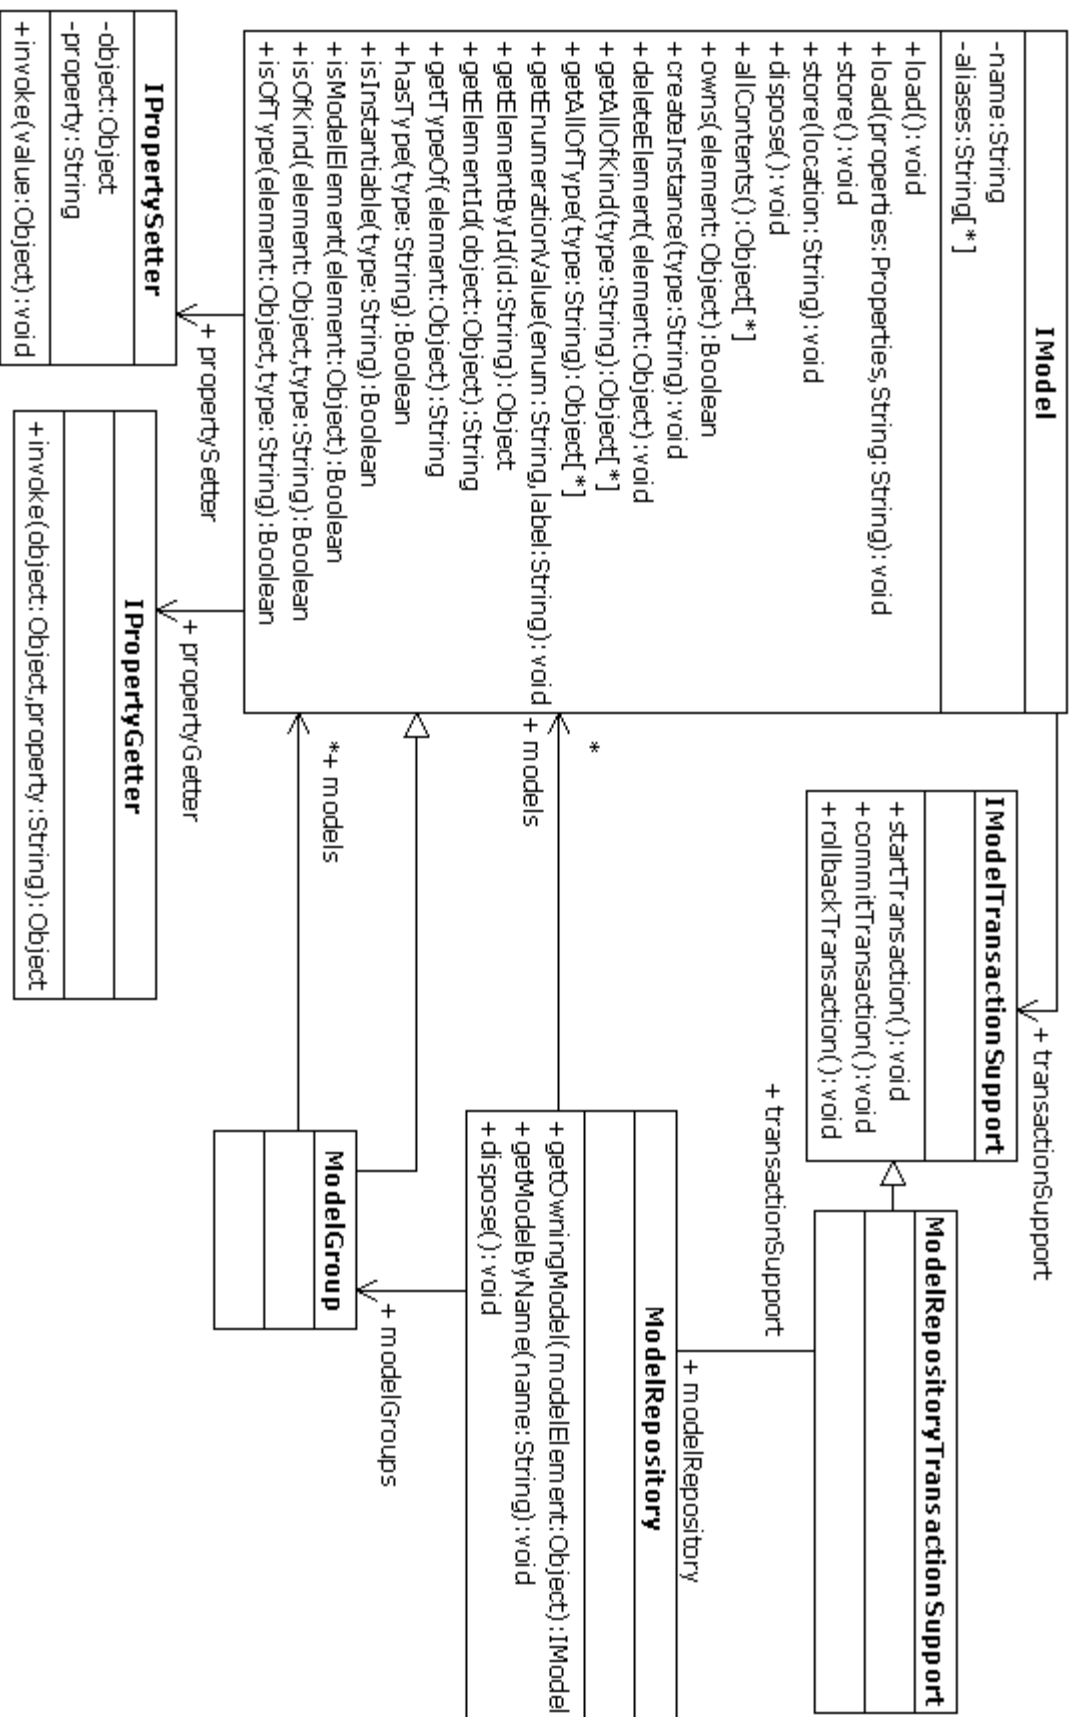 IModel
-name:String
-aliases:String[*]
+load():void
+load(properties:Properties,String:String):void
+store():void
+store(location:String):void
+dispose():void
+allContents():Object[*]
+owns(element:Object):Boolean
+createInstance(type:String):void
+deleteElement(element:Object):void
+getAllOfKind(type:String):Object[*]
+getAllOfType(type:String):Object[*]
+getEnumerationValue(enum:String,label:String):void
+getElementById(id:String):Object
+getElementId(object:Object):String
+getTypeOf(element:Object):String
+hasType(type:String):Boolean
+isInstantiable(type:String):Boolean
+isModelElement(element:Object):Boolean
+isOfKind(element:Object,type:String):Boolean
+isOfType(element:Object,type:String):Boolean
+ transactionSupport
IModelTransactionSupport
+startTransaction():void
+commitTransaction():void
+rollbackTransaction():void
ModelRepositoryTransactionSupport
+ transactionSupport
+ modelRepository
ModelRepository
+getOwningModel(modelElement:Object):IModel
+getModelByName(name:String):void
+dispose():void
*
+ models
+ modelGroups
ModelGroup
*+ models
+ propertySetter
+ propertyGetter
IPropertySetter
-object:Object
-property:String
+invoke(value:Object):void
IPropertyGetter
+invoke(object:Object,property:String):Object